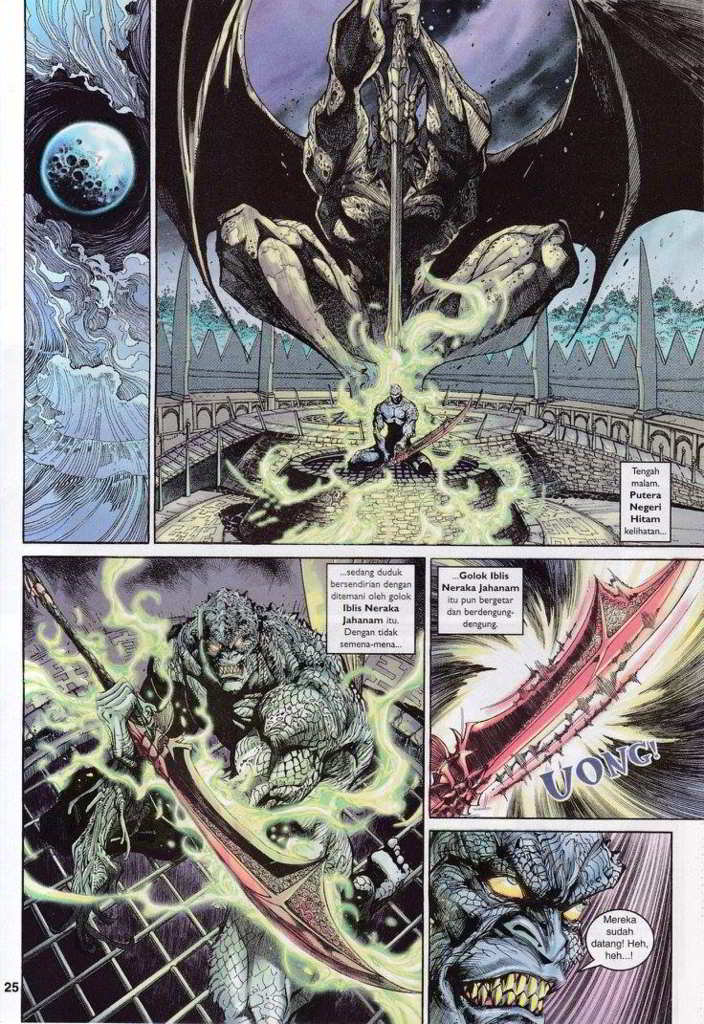 Tengah
malam.
Putera
Negeri
Hitam
kelihatan...
...sedang duduk
bersendirian dengan
ditemani oleh golok
Iblis Neraka
Jahanam itu.
Dengan tidak
semena-mena...
...Golok Iblis
Neraka Jahanam
itu pun bergetar
dan berdengung-
dengung.
UONG!
Mereka
sudah
datang! Heh,
heh...!
25